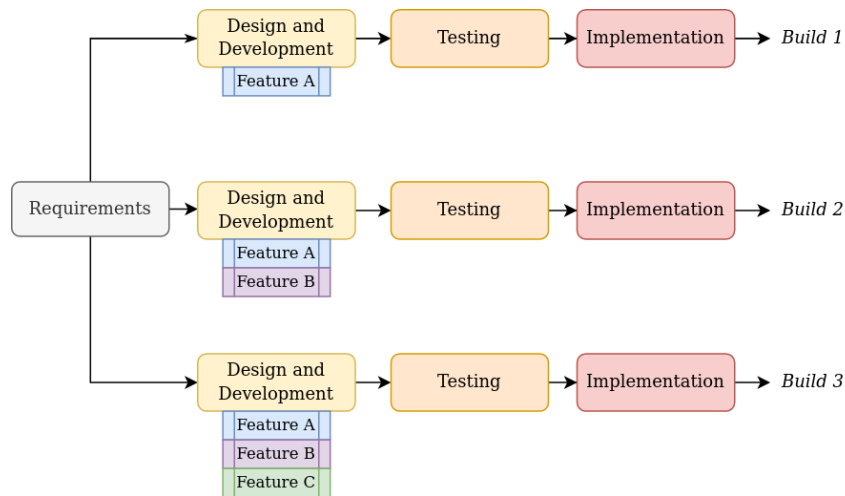 Design and
Development
Testing
Implementation
Build 1
Feature A
Requirements
Design and
Development
Testing
Implementation
Build 2
Feature A
Feature B
Design and
Development
Testing
Implementation
Build 3
Feature A
Feature B
Feature C